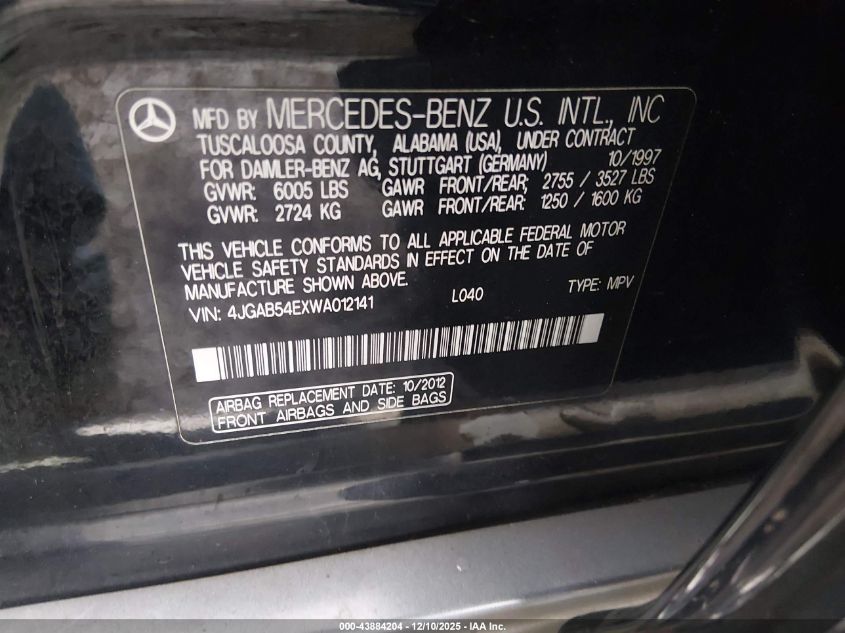 MFD BY MERCEDES-BENZ U.S. INTL., INC
TUSCALOOSA COUNTY, ALABAMA (USA), UNDER CONTRACT
FOR DAIMLER-BENZ AG, STUTTGART (GERMANY) 10/1997
GVWR: 6005 LBS GAWR FRONT/REAR; 2755 / 3527 LBS
GVWR: 2724 KG GAWR FRONT/REAR: 1250 / 1600 KG
THIS VEHICLE CONFORMS TO ALL APPLICABLE FEDERAL MOTOR
VEHICLE SAFETY STANDARDS IN EFFECT ON THE DATE OF
MANUFACTURE SHOWN ABOVE.
VIN: 4JGAB54EXWA012141 L040 TYPE: MPV
AIRBAG REPLACEMENT DATE: 10/2012
FRONT AIRBAGS AND SIDE BAGS
000-43884204 - 12/10/2025 - IAA Inc.